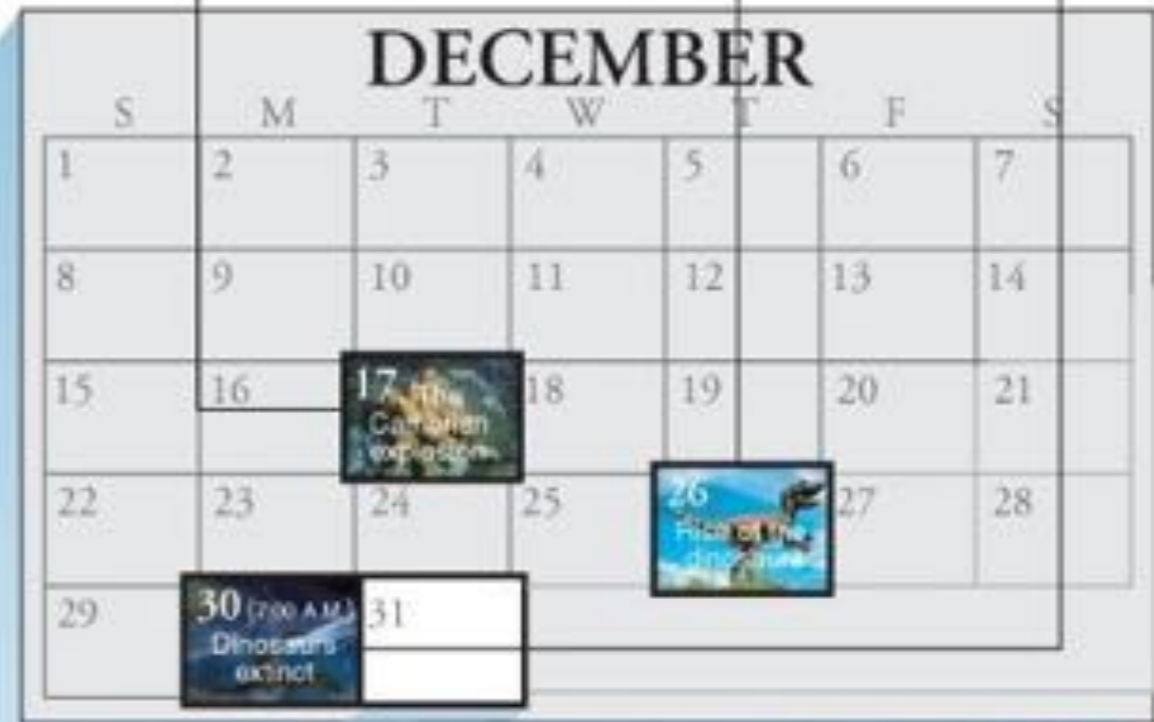 DECEMBER
S M T W T F S
1 2 3 4 5 6 7
8 9 10 11 12 13 14
15 16 17 The Cambrian explosion 18 19 20 21
22 23 24 25 26 Rise of the dinosaurs 27 28
29 30 (7:00 A.M.) Dinosaurs extinct 31